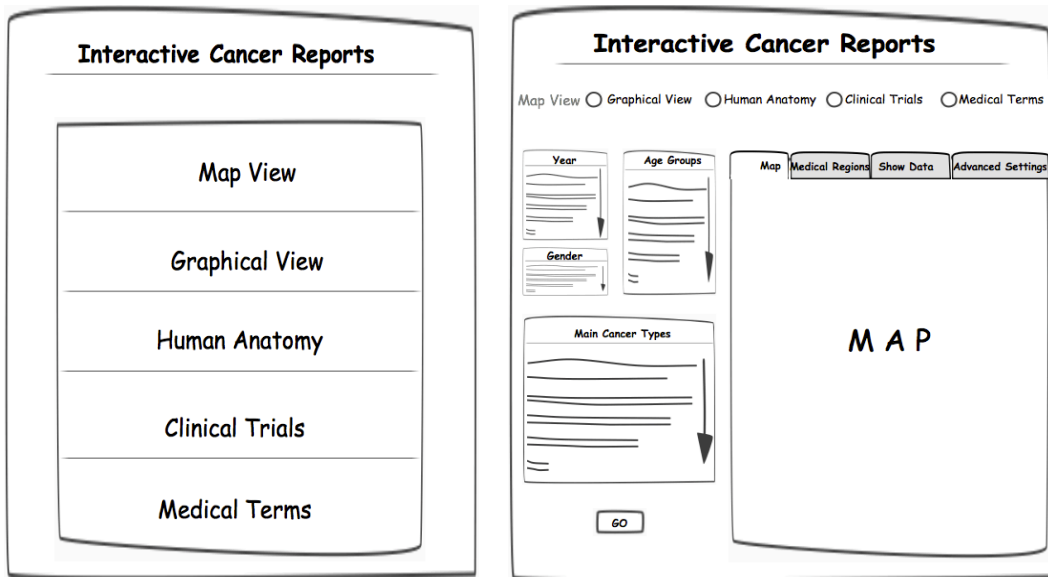 Interactive Cancer Reports
Map View
Graphical View
Human Anatomy
Clinical Trials
Medical Terms
Interactive Cancer Reports
Map View Graphical View Human Anatomy Clinical Trials Medical Terms
Year
Age Groups
Gender
Main Cancer Types
GO
Map Medical Regions Show Data Advanced Settings
M A P